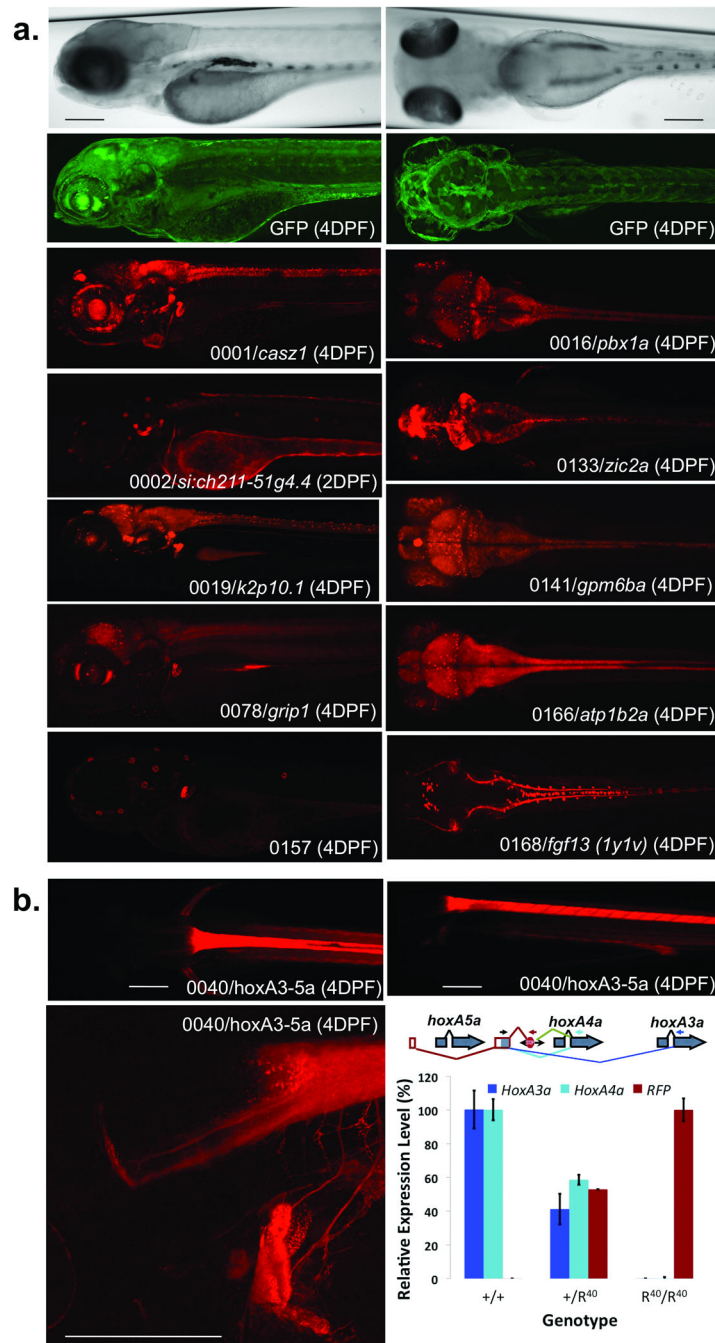 a.
GFP (4DPF)
GFP (4DPF)
0001/casz1 (4DPF)
0016/pbx1a (4DPF)
0002/si:ch211-51g4.4 (2DPF)
0133/zic2a (4DPF)
0019/k2p10.1 (4DPF)
0141/gpm6ba (4DPF)
0078/grip1 (4DPF)
0166/atp1b2a (4DPF)
0157 (4DPF)
0168/fgf13 (1y1v) (4DPF)
b.
0040/hoxA3-5a (4DPF)
0040/hoxA3-5a (4DPF)
0040/hoxA3-5a (4DPF)
hoxA5a hoxA4a hoxA3a
HoxA3a HoxA4a RFP
Relative Expression Level (%)
120
100
80
60
40
20
0
+/+ +/R⁴⁰ R⁴⁰/R⁴⁰
Genotype